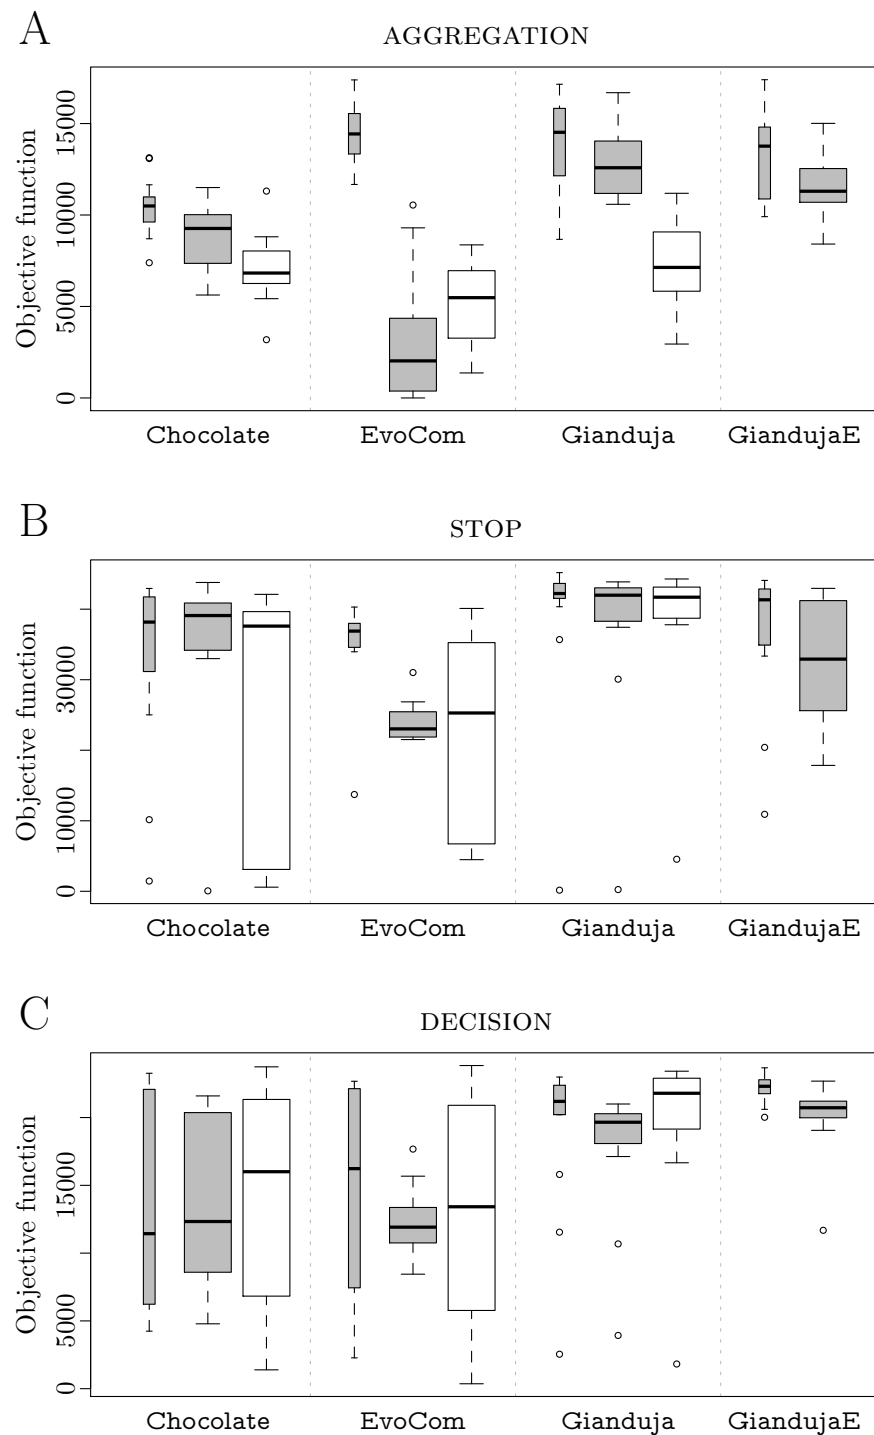 A
AGGREGATION
Objective function
0 5000 10000 15000
Chocolate EvoCom Gianduja GiandujaE
B
STOP
Objective function
0 10000 30000
Chocolate EvoCom Gianduja GiandujaE
C
DECISION
Objective function
0 5000 15000
Chocolate EvoCom Gianduja GiandujaE